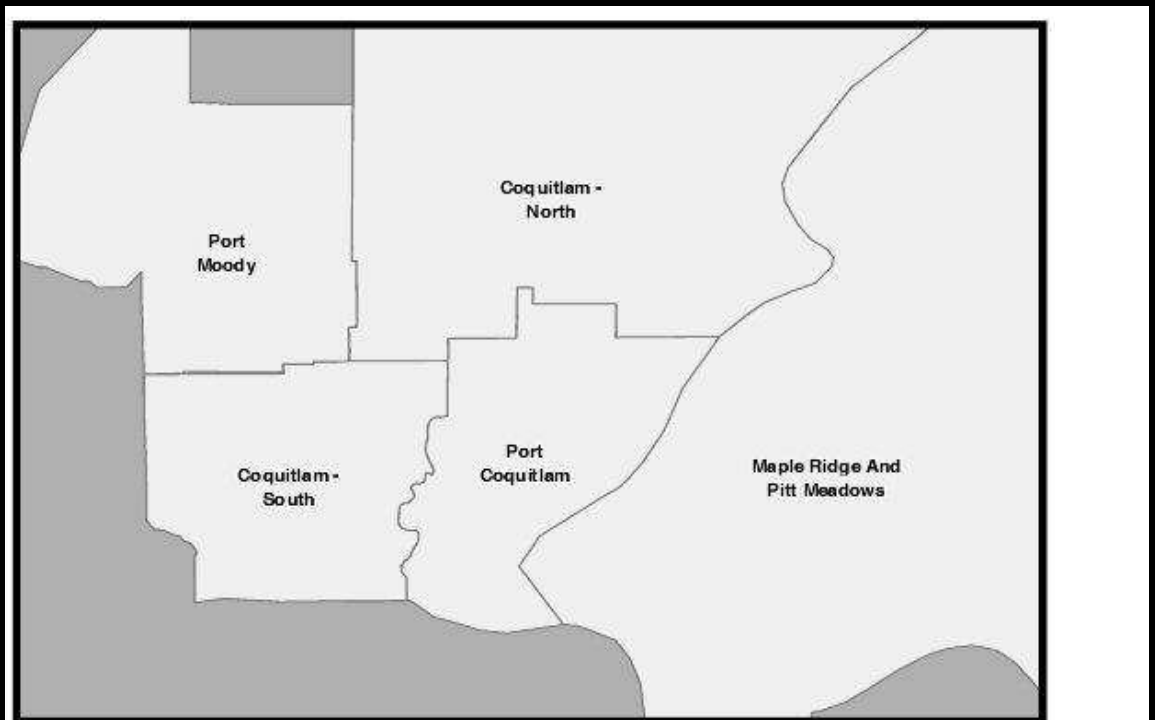 Coquitlam -
North
Port
Moody
Port
Coquitlam
Maple Ridge And
Pitt Meadows
Coquitlam -
South